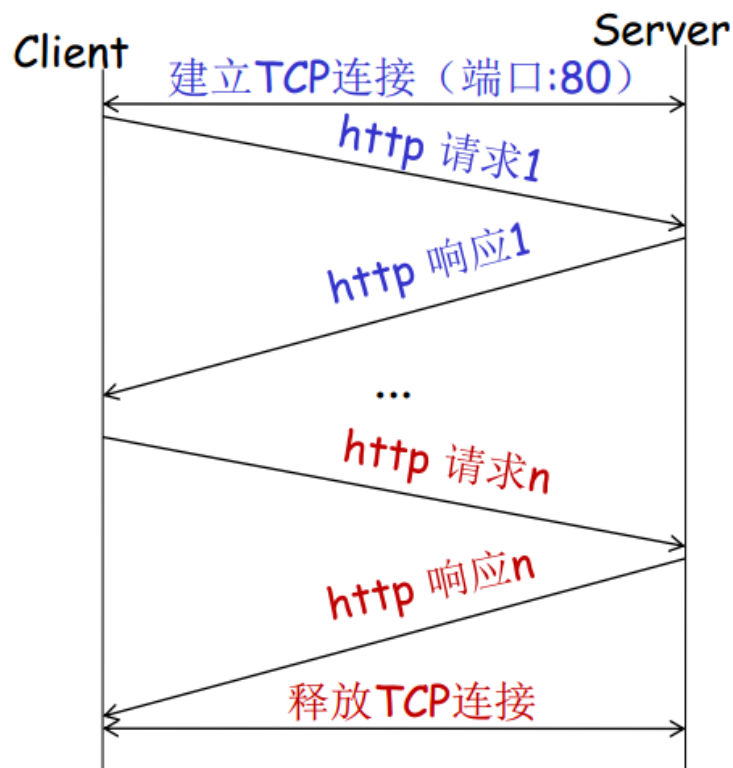 Client
Server
建立TCP连接（端口:80）
http 请求1
http 响应1
...
http 请求n
http 响应n
释放TCP连接